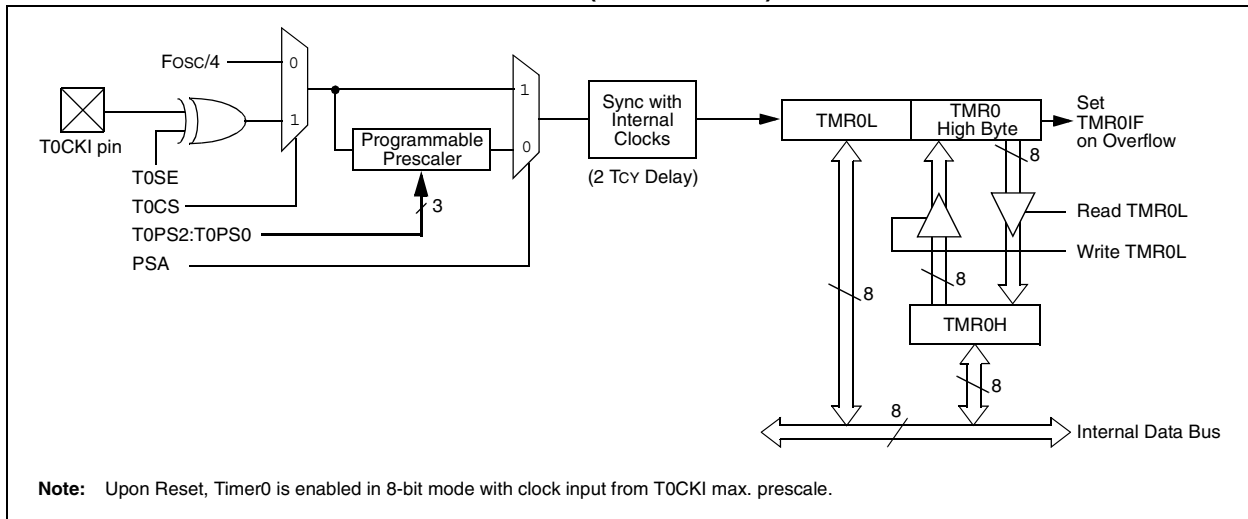 FOSC/4
0
1
T0CKI pin
T0SE
T0CS
T0PS2:T0PS0
PSA
Programmable
Prescaler
3
1
0
Sync with
Internal
Clocks
(2 TCY Delay)
TMR0L
TMR0
High Byte
Set
TMR0IF
on Overflow
8
Read TMR0L
Write TMR0L
8
8
TMR0H
8
8
Internal Data Bus
Note: Upon Reset, Timer0 is enabled in 8-bit mode with clock input from T0CKI max. prescale.